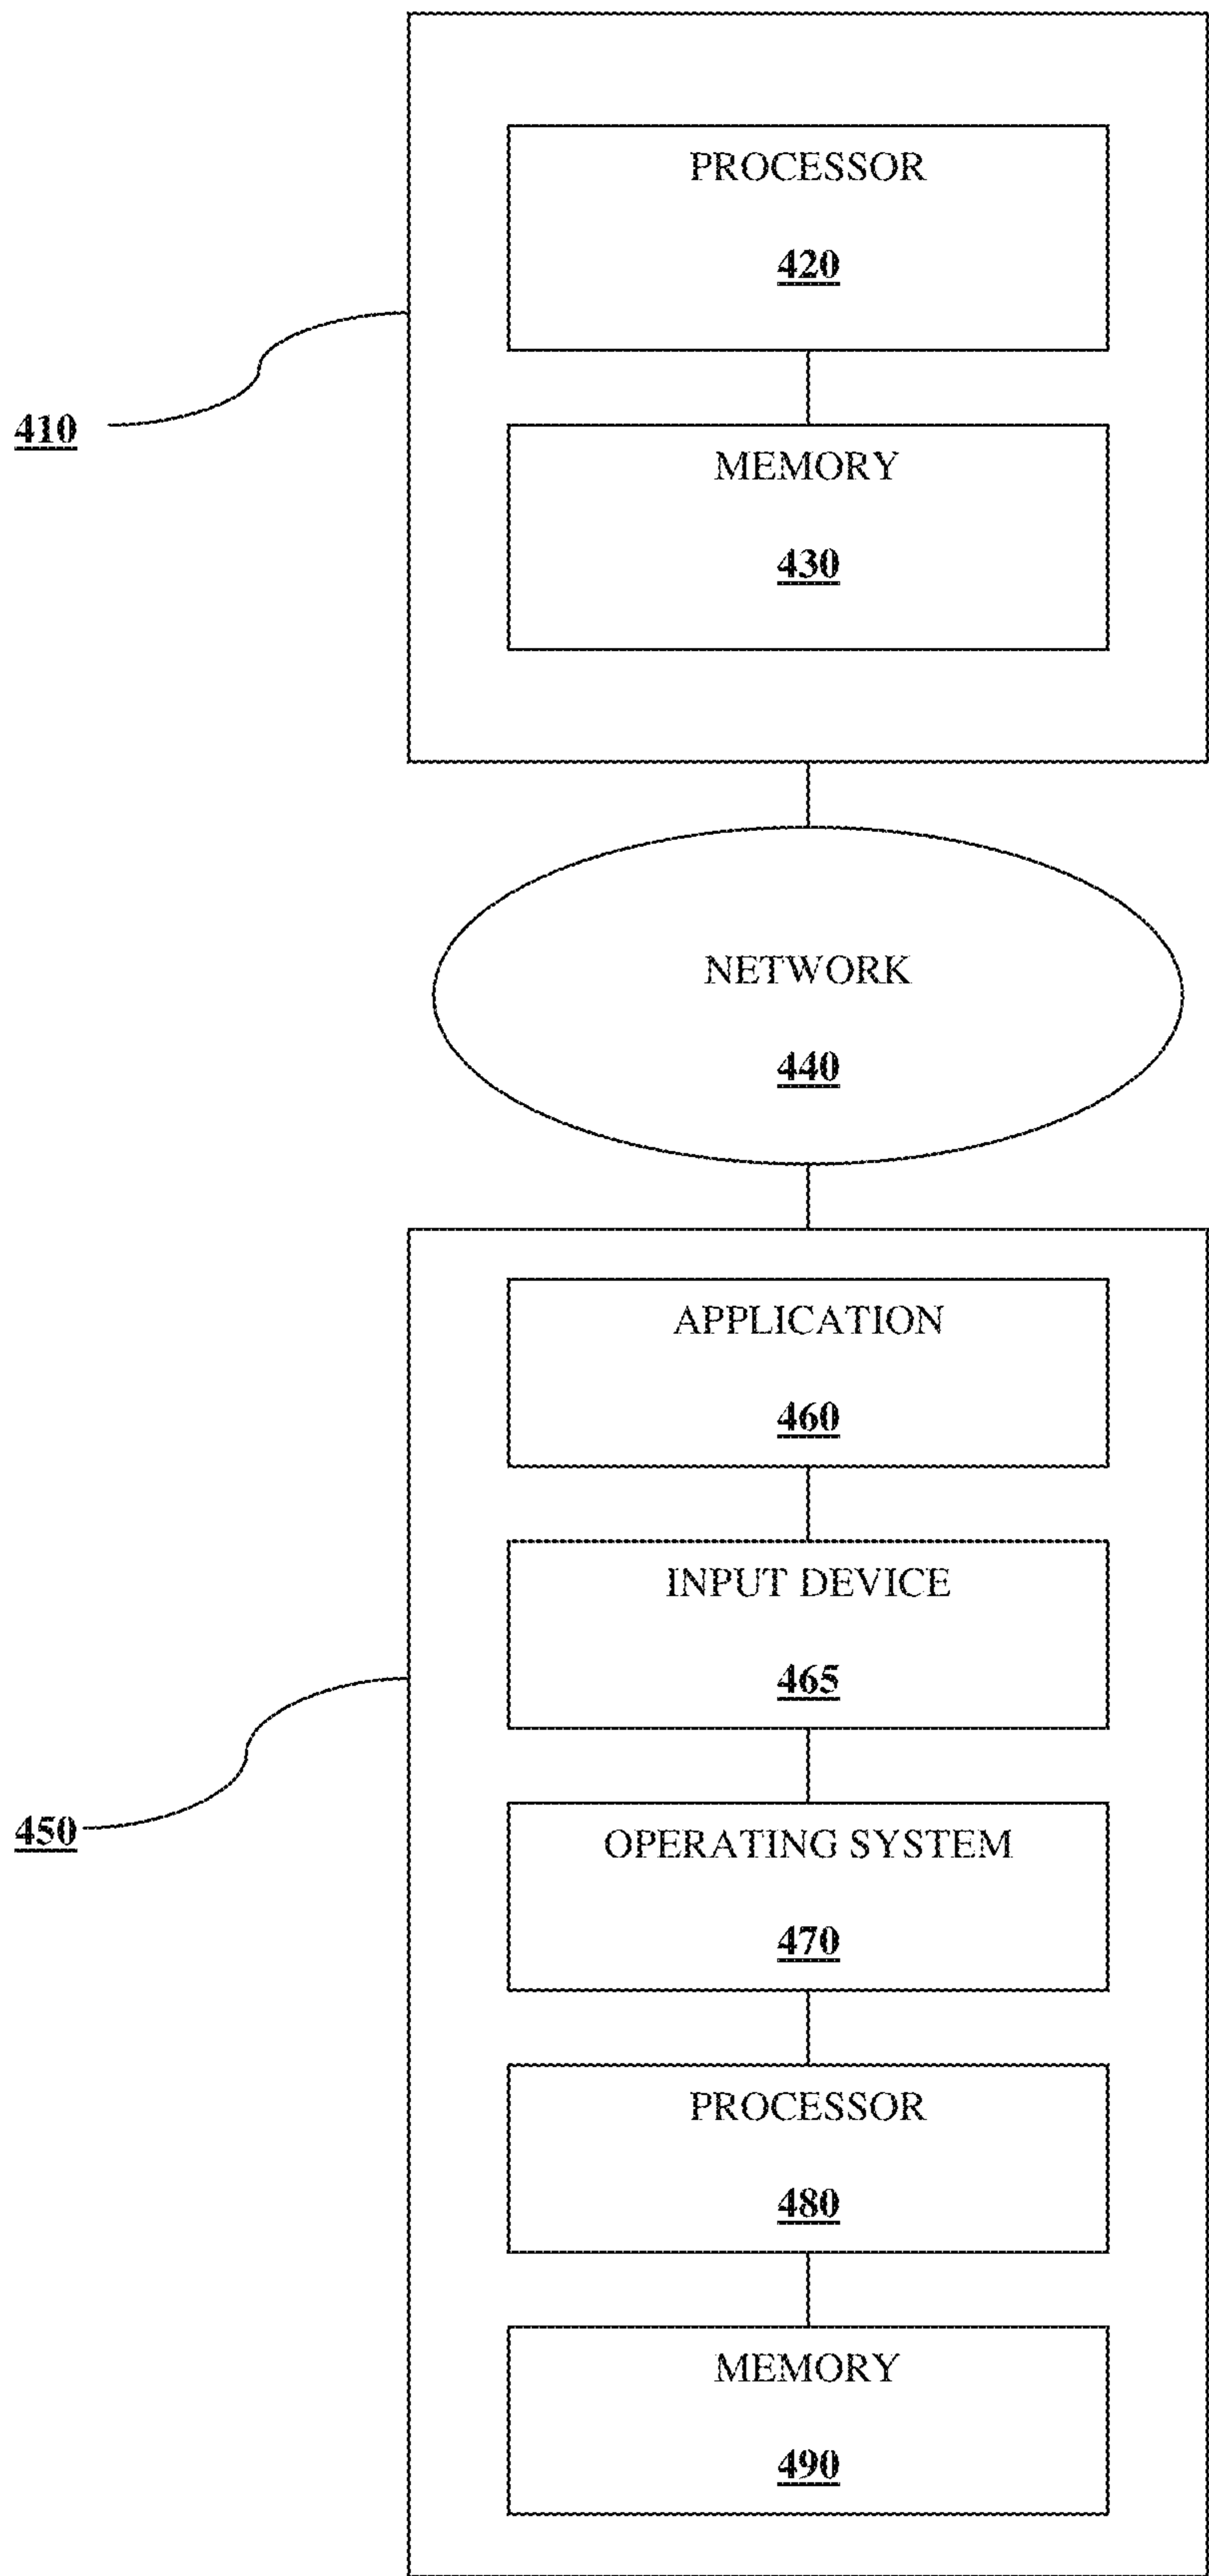 PROCESSOR
420
410
MEMORY
430
NETWORK
440
APPLICATION
460
INPUT DEVICE
465
450
OPERATING SYSTEM
470
PROCESSOR
480
MEMORY
490